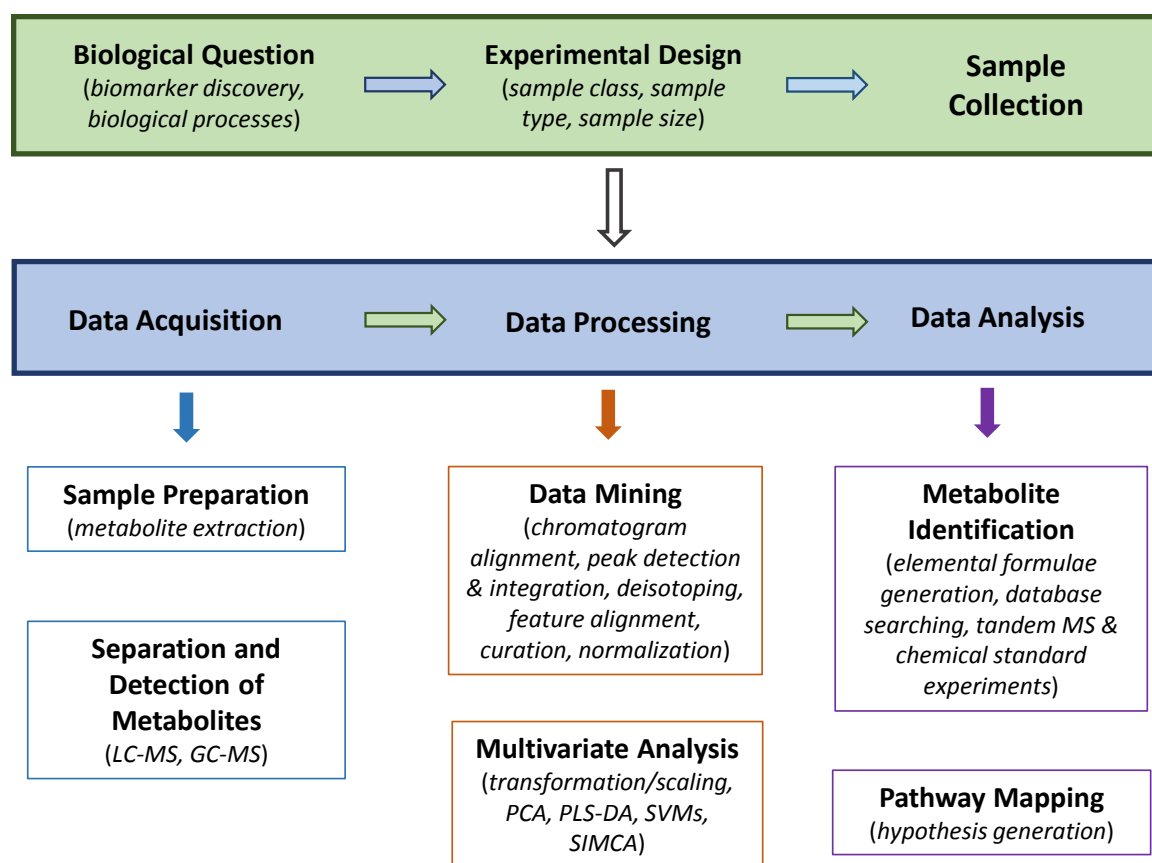 Biological Question
(biomarker discovery,
biological processes)
Experimental Design
(sample class, sample
type, sample size)
Sample
Collection
Data Acquisition
Data Processing
Data Analysis
Sample Preparation
(metabolite extraction)
Separation and
Detection of
Metabolites
(LC-MS, GC-MS)
Data Mining
(chromatogram
alignment, peak detection
& integration, deisotoping,
feature alignment,
curation, normalization)
Multivariate Analysis
(transformation/scaling,
PCA, PLS-DA, SVMs,
SIMCA)
Metabolite
Identification
(elemental formulae
generation, database
searching, tandem MS &
chemical standard
experiments)
Pathway Mapping
(hypothesis generation)